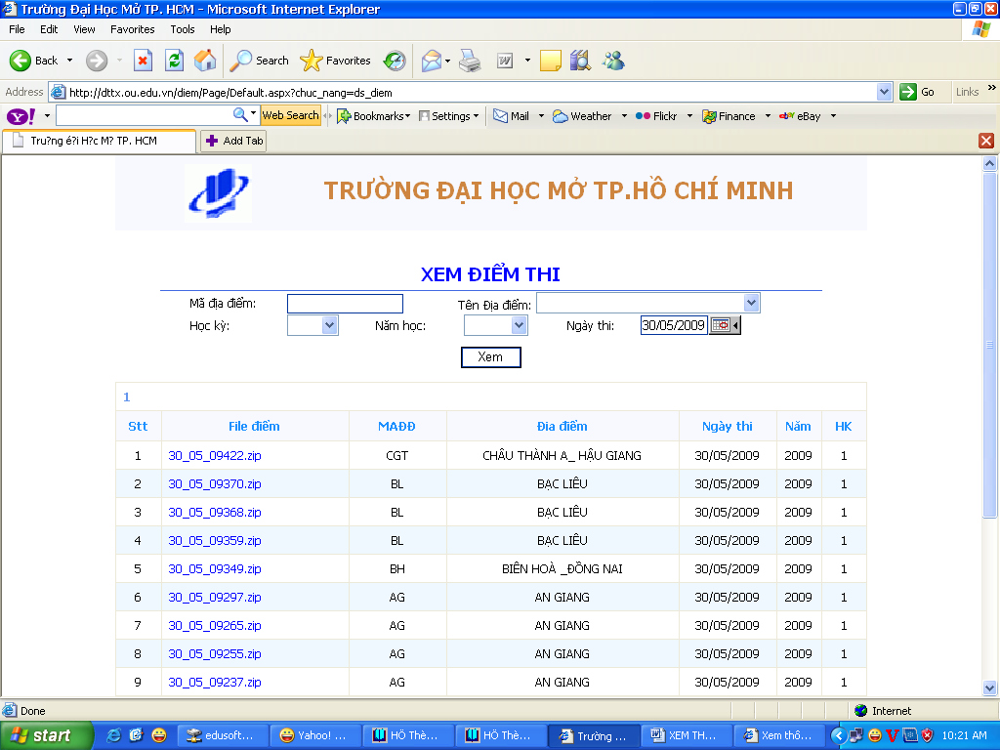 Trường Đại Học Mở TP. HCM - Microsoft Internet Explorer
File Edit View Favorites Tools Help
Back Search Favorites
Address http://dttx.ou.edu.vn/diem/Page/Default.aspx?chuc_nang=ds_diem Go Links »
Y! Web Search Bookmarks Settings Mail Weather Flickr Finance eBay
Tru?ng é?i H?c M? TP. HCM Add Tab
TRƯỜNG ĐẠI HỌC MỞ TP.HỒ CHÍ MINH
XEM ĐIỂM THI
Mã địa điểm: Tên Địa điểm:
Học kỳ: Năm học: Ngày thi: 30/05/2009
Xem
1
Stt File điểm MAĐĐ Đia điểm Ngày thi Năm HK
1 30_05_09422.zip CGT CHÂU THÀNH A_ HẬU GIANG 30/05/2009 2009 1
2 30_05_09370.zip BL BẠC LIÊU 30/05/2009 2009 1
3 30_05_09368.zip BL BẠC LIÊU 30/05/2009 2009 1
4 30_05_09359.zip BL BẠC LIÊU 30/05/2009 2009 1
5 30_05_09349.zip BH BIÊN HOÀ _ĐỒNG NAI 30/05/2009 2009 1
6 30_05_09297.zip AG AN GIANG 30/05/2009 2009 1
7 30_05_09265.zip AG AN GIANG 30/05/2009 2009 1
8 30_05_09255.zip AG AN GIANG 30/05/2009 2009 1
9 30_05_09237.zip AG AN GIANG 30/05/2009 2009 1
Done Internet
start edusoft... Yahoo! ... HÔ Thè... HÔ Thè... Trường ... XEM TH... Xem thô... 10:21 AM